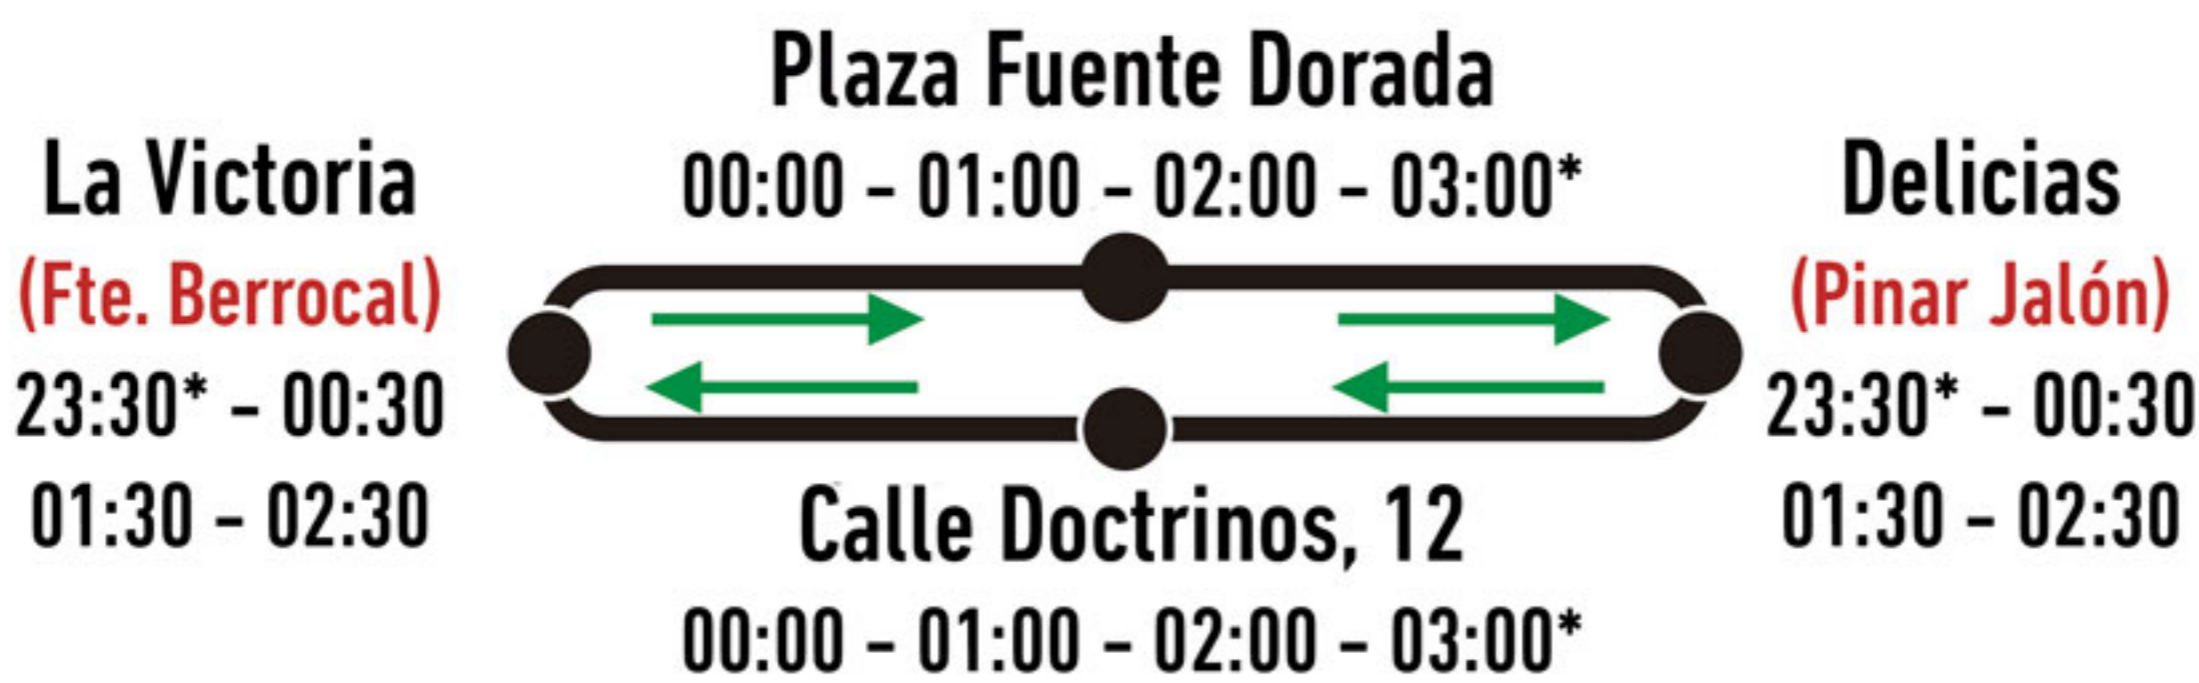 Plaza Fuente Dorada
00:00 – 01:00 – 02:00 – 03:00*
La Victoria
(Fte. Berrocal)
23:30* – 00:30
01:30 – 02:30
Delicias
(Pinar Jalón)
23:30* – 00:30
01:30 – 02:30
Calle Doctrinos, 12
00:00 – 01:00 – 02:00 – 03:00*